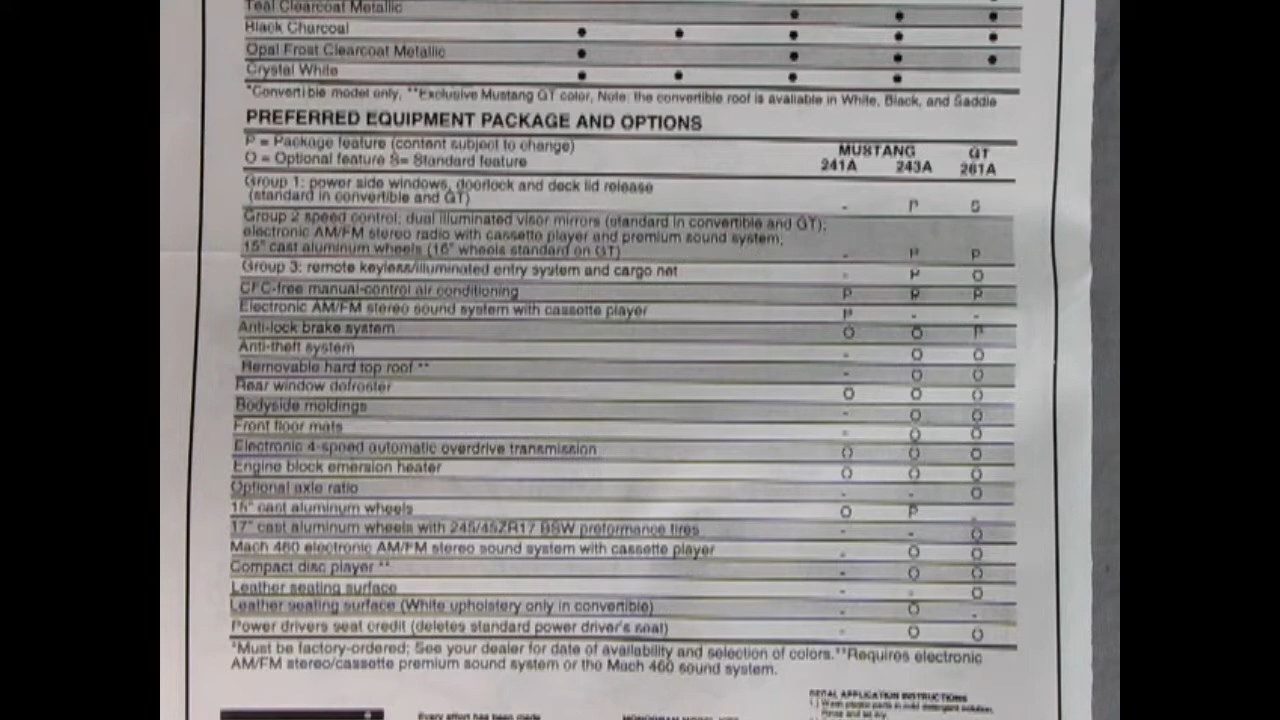 Teal Clearcoat Metallic • • •
Black Charcoal • • • • •
Opal Frost Clearcoat Metallic • • • •
Crystal White • • • •
*Convertible model only, **Exclusive Mustang GT color, Note: the convertible roof is available in White, Black, and Saddle
PREFERRED EQUIPMENT PACKAGE AND OPTIONS
P = Package feature (content subject to change) MUSTANG GT
O = Optional feature S= Standard feature 241A 243A 261A
Group 1: power side windows, doorlock and deck lid release
(standard in convertible and GT) - P S
Group 2 speed control; dual illuminated visor mirrors (standard in convertible and GT);
electronic AM/FM stereo radio with cassette player and premium sound system;
15" cast aluminum wheels (16" wheels standard on GT) - P P
Group 3: remote keyless/illuminated entry system and cargo net - P O
CFC-free manual-control air conditioning P P P
Electronic AM/FM stereo sound system with cassette player P - -
Anti-lock brake system O O P
Anti-theft system - O O
Removable hard top roof ** - O O
Rear window defroster O O O
Bodyside moldings - O O
Front floor mats - O O
Electronic 4-speed automatic overdrive transmission O O O
Engine block emersion heater O O O
Optional axle ratio - - O
15" cast aluminum wheels O P -
17" cast aluminum wheels with 245/45ZR17 BSW preformance tires - - O
Mach 460 electronic AM/FM stereo sound system with cassette player - O O
Compact disc player ** - O O
Leather seating surface - - O
Leather seating surface (White upholstery only in convertible) - O -
Power drivers seat credit (deletes standard power driver's seat) - O O
*Must be factory-ordered; See your dealer for date of availability and selection of colors.**Requires electronic
AM/FM stereo/cassette premium sound system or the Mach 460 sound system.
DECAL APPLICATION INSTRUCTIONS
Every effort has been made